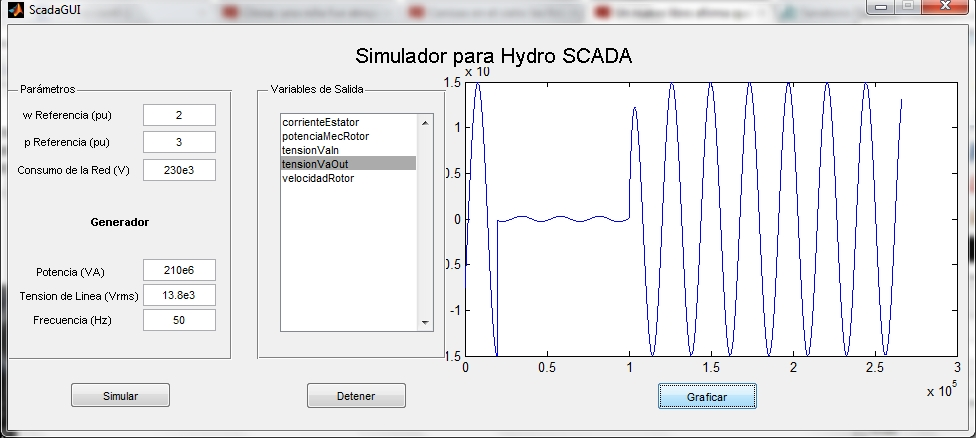 ScadaGUI
Simulador para Hydro SCADA
Parámetros
w Referencia (pu)
2
p Referencia (pu)
3
Consumo de la Red (V)
230e3
Generador
Potencia (VA)
210e6
Tension de Linea (Vrms)
13.8e3
Frecuencia (Hz)
50
Variables de Salida
corrienteEstator
potenciaMecRotor
tensionVaIn
tensionVaOut
velocidadRotor
x 10
1.5
1
0.5
0
0.5
-1
1.5
0
0.5
1
1.5
2
2.5
3
x 10⁵
Simular
Detener
Graficar